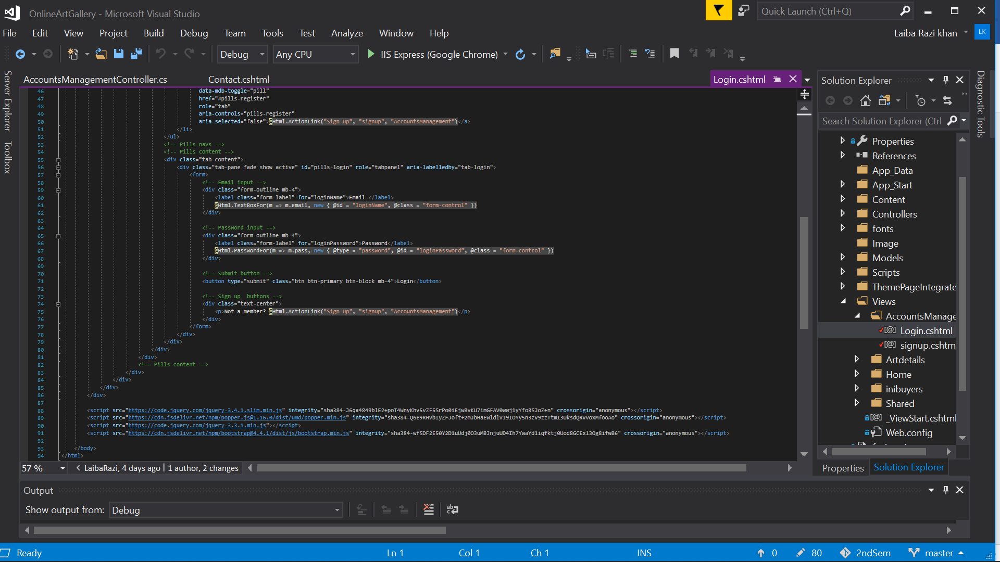 OnlineArtGallery - Microsoft Visual Studio
Quick Launch (Ctrl+Q)
File Edit View Project Build Debug Team Tools Test Analyze Window Help
Laiba Razi khan LK
Debug Any CPU IIS Express (Google Chrome)
Server Explorer
Toolbox
AccountsManagementController.cs Contact.cshtml Login.cshtml
46 data-mdb-toggle="pill"
47 href="#pills-register"
48 role="tab"
49 aria-controls="pills-register"
50 aria-selected="false">@Html.ActionLink("Sign Up", "signup", "AccountsManagement")</a>
51 </li>
52 </ul>
53 <!-- Pills navs -->
54 <!-- Pills content -->
55 <div class="tab-content">
56 <div class="tab-pane fade show active" id="pills-login" role="tabpanel" aria-labelledby="tab-login">
57 <form>
58 <!-- Email input -->
59 <div class="form-outline mb-4">
60 <label class="form-label" for="loginName">Email </label>
61 @Html.TextBoxFor(m => m.email, new { @id = "loginName", @class = "form-control" })
62 </div>
63
64 <!-- Password input -->
65 <div class="form-outline mb-4">
66 <label class="form-label" for="loginPassword">Password</label>
67 @Html.PasswordFor(m => m.pass, new { @type = "password", @id = "loginPassword", @class = "form-control" })
68 </div>
69
70 <!-- Submit button -->
71 <button type="submit" class="btn btn-primary btn-block mb-4">Login</button>
72
73 <!-- Sign up  buttons -->
74 <div class="text-center">
75 <p>Not a member? @Html.ActionLink("Sign Up", "signup", "AccountsManagement")</p>
76 </div>
77 </form>
78 </div>
79 </div>
80 </div>
81 </div>
82 <!-- Pills content -->
83 </div>
84 </div>
85 </div>
86 </div>
87
88 <script src="https://code.jquery.com/jquery-3.4.1.slim.min.js" integrity="sha384-J6qa4849blE2+poT4WnyKhv5vZF5SrPo0iEjwBvKU7imGFAV0wwj1yYfoRSJoZ+n" crossorigin="anonymous"></script>
89 <script src="https://cdn.jsdelivr.net/npm/popper.js@1.16.0/dist/umd/popper.min.js" integrity="sha384-Q6E9RHvbIyZFJoft+2mJbHaEWldlvI9IOYy5n3zV9zzTtmI3UksdQRVvoxMfooAo" crossorigin="anonymous"></script>
90 <script src="https://code.jquery.com/jquery-3.3.1.min.js"></script>
91 <script src="https://cdn.jsdelivr.net/npm/bootstrap@4.4.1/dist/js/bootstrap.min.js" integrity="sha384-wfSDF2E50Y2D1uUdj0O3uMBJnjuUD4Ih7YwaYd1iqfktj0Uod8GCExl3Og8ifwB6" crossorigin="anonymous"></script>
92
93 </body>
94 </html>
57 % LaibaRazi, 4 days ago | 1 author, 2 changes
Solution Explorer
Search Solution Explorer (Ctrl
Properties
References
App_Data
App_Start
Content
Controllers
fonts
Image
Models
Scripts
ThemePageIntegrate
Views
AccountsManage
Login.cshtml
signup.cshtm
Artdetails
Home
inibuyers
Shared
_ViewStart.cshtml
Web.config
Properties Solution Explorer
Diagnostic Tools
Output
Show output from: Debug
Ready Ln 1 Col 1 Ch 1 INS 0 80 2ndSem master